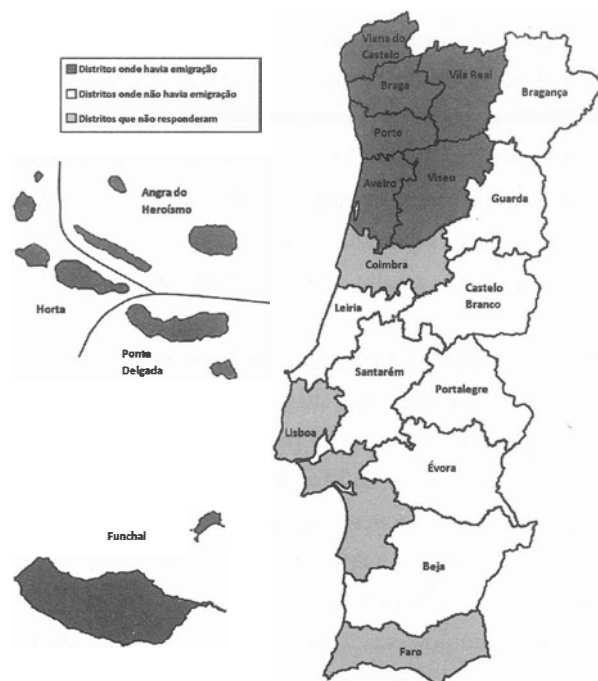 Distritos onde havia emigração
Distritos onde não havia emigração
Distritos que não responderam
Viana do
Castelo
Braga
Vila Real
Bragança
Porto
Aveiro
Viseu
Guarda
Coimbra
Castelo
Branco
Leiria
Santarém
Portalegre
Lisboa
Évora
Beja
Faro
Angra do
Heroísmo
Horta
Ponta
Delgada
Funchal